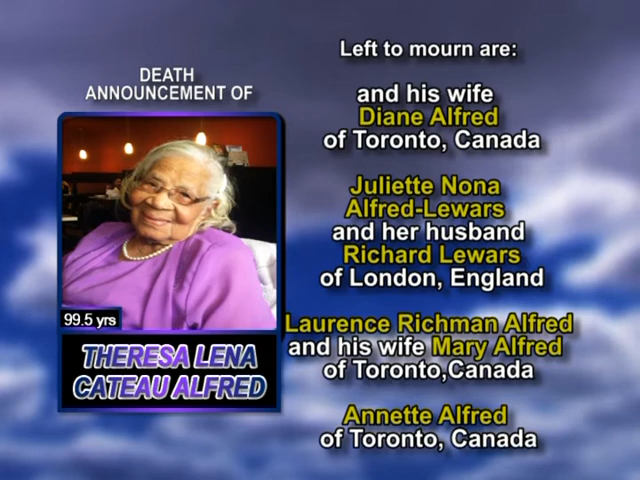 DEATH
ANNOUNCEMENT OF
99.5 yrs
THERESA LENA
CATEAU ALFRED
Left to mourn are:
and his wife
Diane Alfred
of Toronto, Canada
Juliette Nona
Alfred-Lewars
and her husband
Richard Lewars
of London, England
Laurence Richman Alfred
and his wife Mary Alfred
of Toronto,Canada
Annette Alfred
of Toronto, Canada